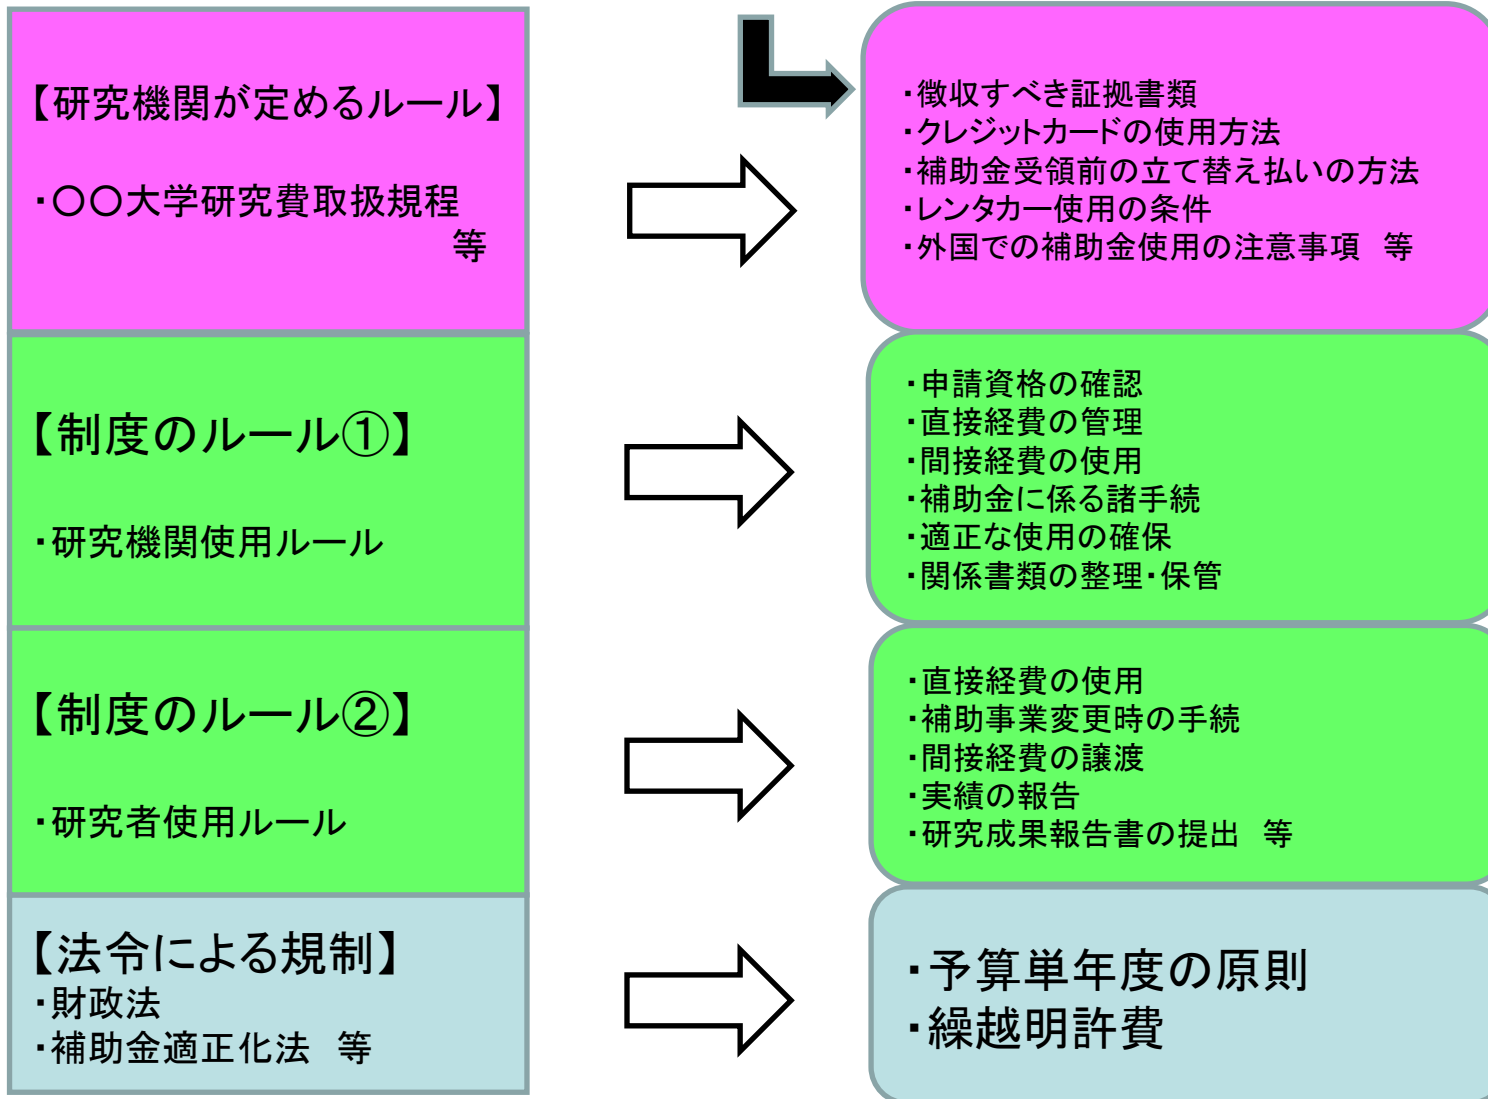 【研究機関が定めるルール】
・〇〇大学研究費取扱規程
等
・徴収すべき証拠書類
・クレジットカードの使用方法
・補助金受領前の立て替え払いの方法
・レンタカー使用の条件
・外国での補助金使用の注意事項　等
【制度のルール①】
・研究機関使用ルール
・申請資格の確認
・直接経費の管理
・間接経費の使用
・補助金に係る諸手続
・適正な使用の確保
・関係書類の整理・保管
【制度のルール②】
・研究者使用ルール
・直接経費の使用
・補助事業変更時の手続
・間接経費の譲渡
・実績の報告
・研究成果報告書の提出　等
【法令による規制】
・財政法
・補助金適正化法　等
・予算単年度の原則
・繰越明許費